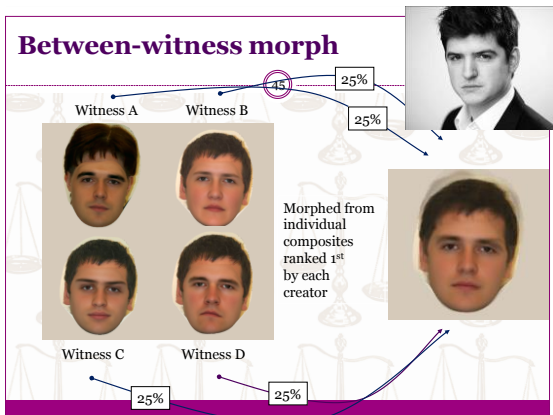 Between-witness morph
45
25%
Witness A
Witness B
25%
Morphed from
individual
composites
ranked 1st
by each
creator
Witness C
Witness D
25%
25%